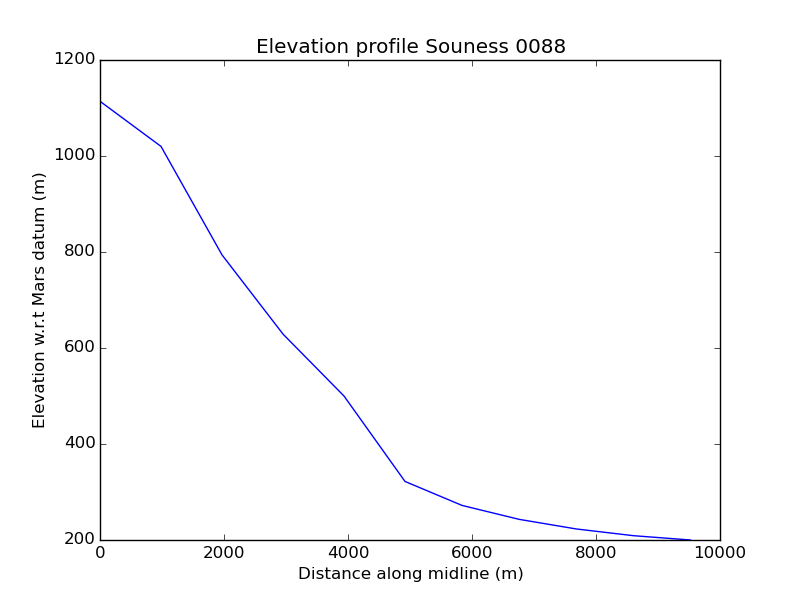 Elevation profile Souness 0088
1200
1000
800
600
400
200
Elevation w.r.t Mars datum (m)
0 2000 4000 6000 8000 10000
Distance along midline (m)